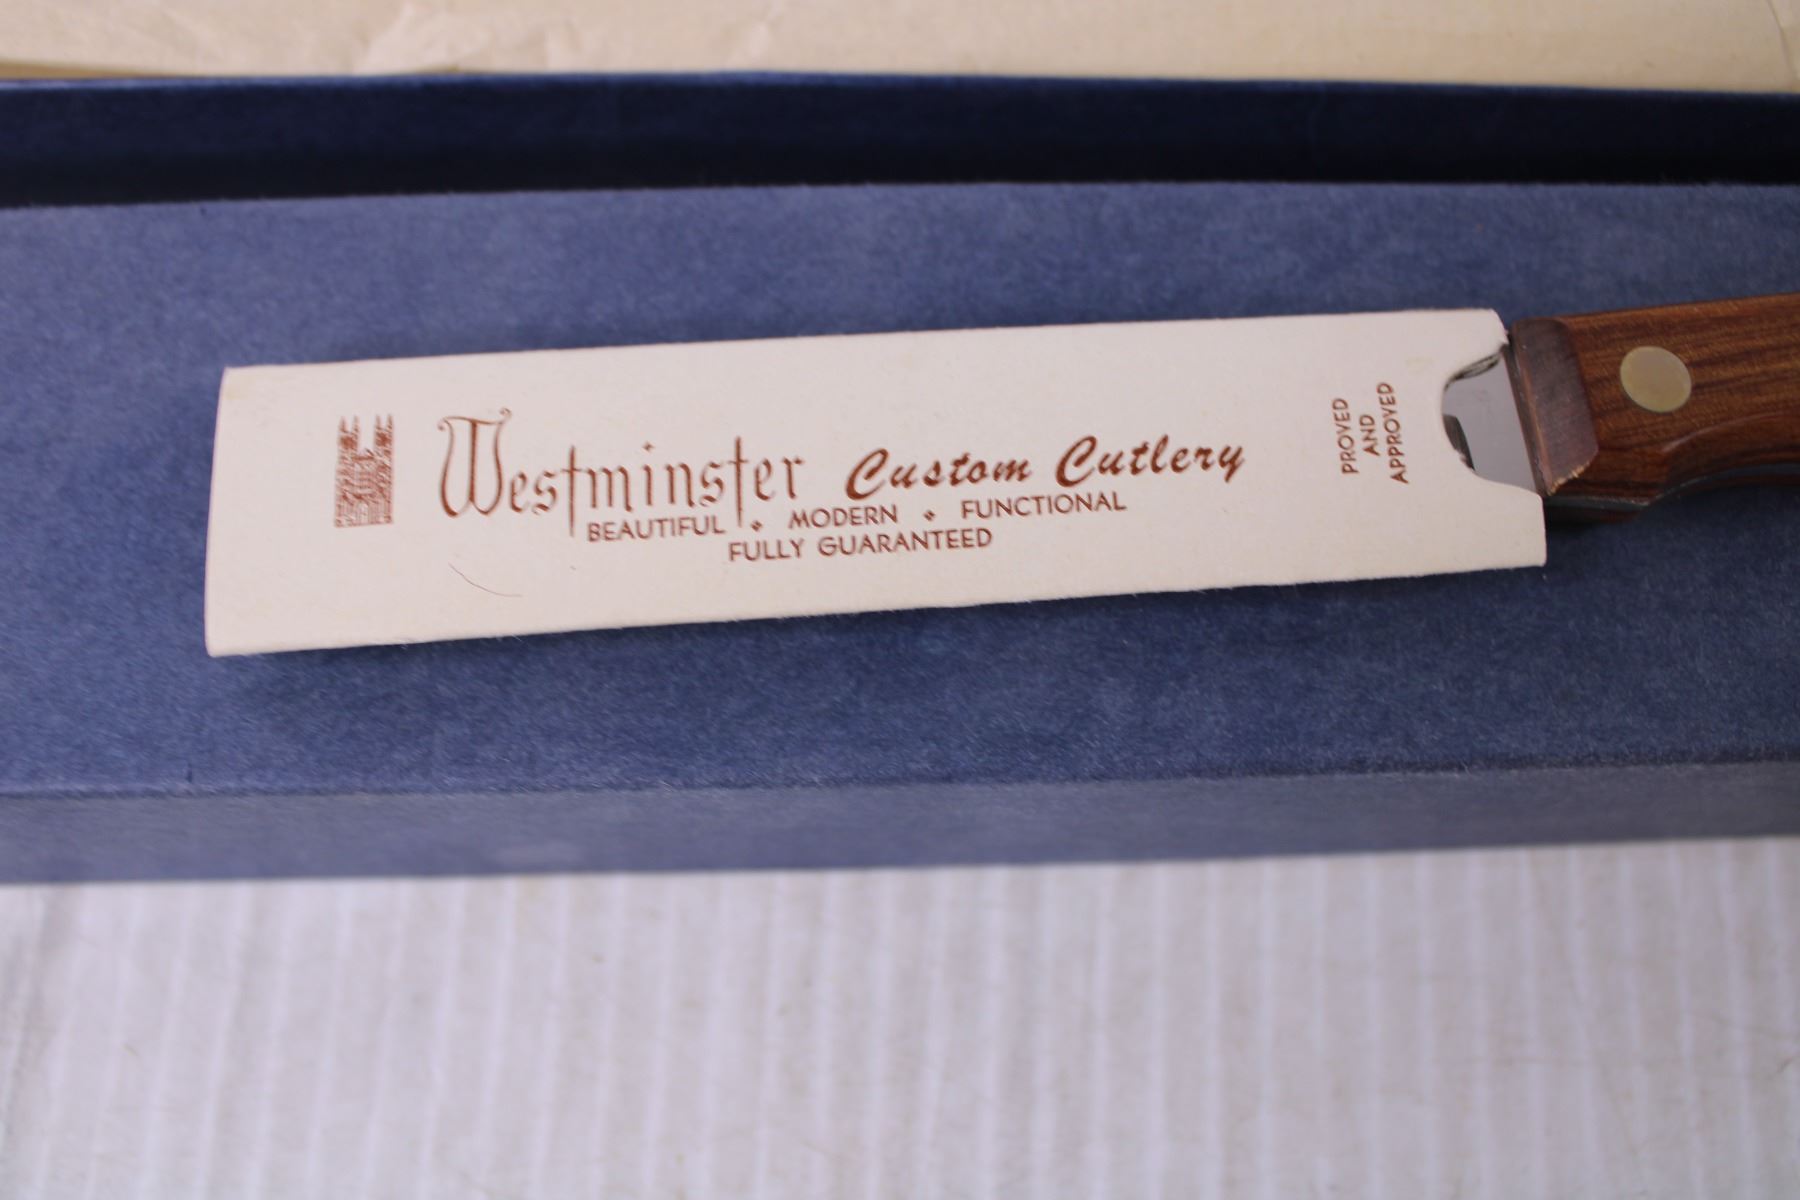 Westminster Custom Cutlery
BEAUTIFUL • MODERN • FUNCTIONAL
FULLY GUARANTEED
PROVED
AND
APPROVED